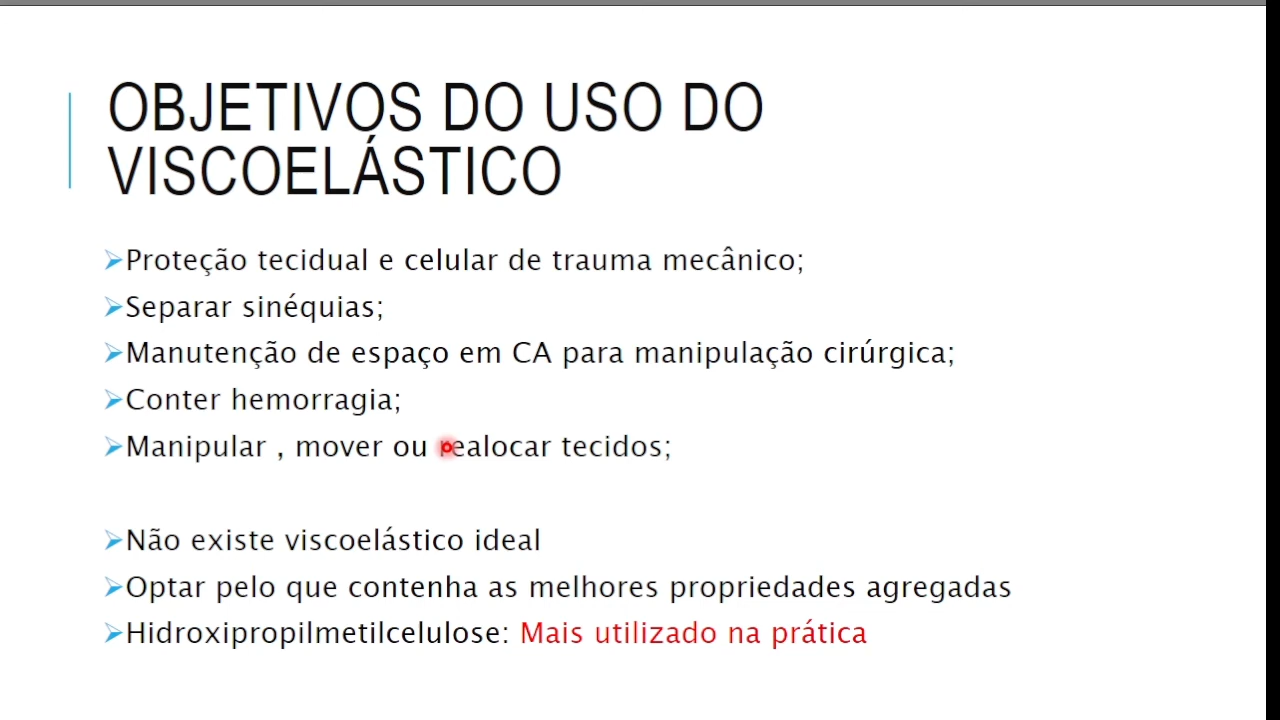 OBJETIVOS DO USO DO
VISCOELÁSTICO
Proteção tecidual e celular de trauma mecânico;
Separar sinéquias;
Manutenção de espaço em CA para manipulação cirúrgica;
Conter hemorragia;
Manipular , mover ou realocar tecidos;
Não existe viscoelástico ideal
Optar pelo que contenha as melhores propriedades agregadas
Hidroxipropilmetilcelulose: Mais utilizado na prática